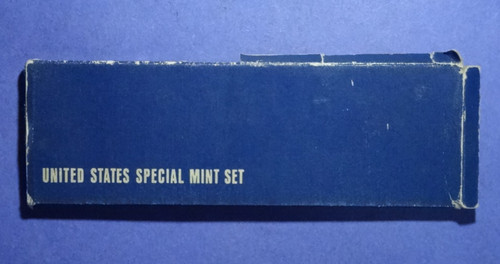 UNITED STATES SPECIAL MINT SET